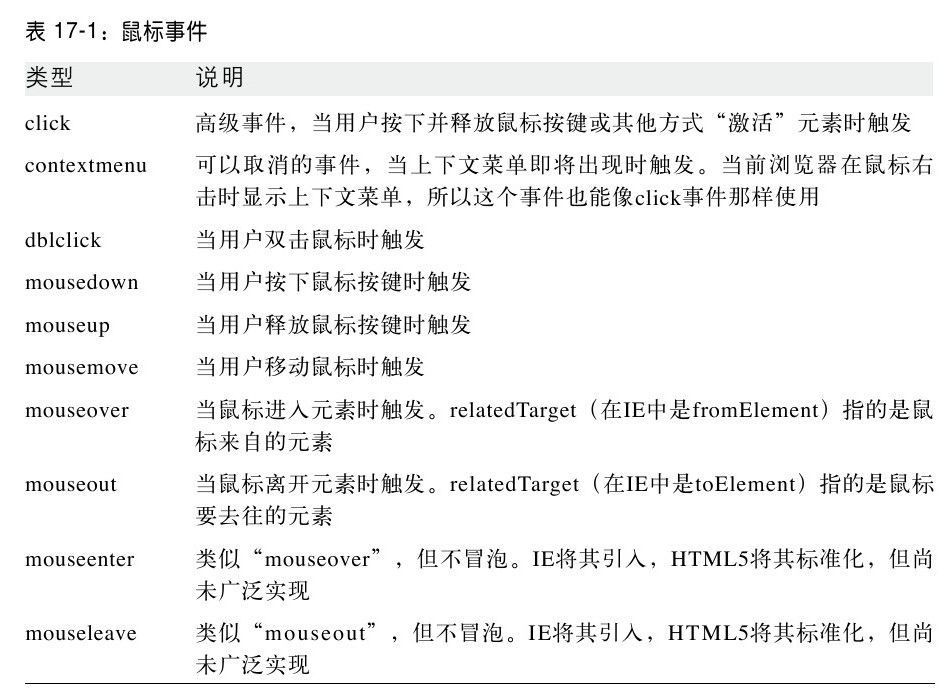 表 17-1：鼠标事件
类型 说明
click 高级事件，当用户按下并释放鼠标按键或其他方式“激活”元素时触发
contextmenu 可以取消的事件，当上下文菜单即将出现时触发。当前浏览器在鼠标右
击时显示上下文菜单，所以这个事件也能像click事件那样使用
dblclick 当用户双击鼠标时触发
mousedown 当用户按下鼠标按键时触发
mouseup 当用户释放鼠标按键时触发
mousemove 当用户移动鼠标时触发
mouseover 当鼠标进入元素时触发。relatedTarget（在IE中是fromElement）指的是鼠
标来自的元素
mouseout 当鼠标离开元素时触发。relatedTarget（在IE中是toElement）指的是鼠标
要去往的元素
mouseenter 类似“mouseover”，但不冒泡。IE将其引入，HTML5将其标准化，但尚
未广泛实现
mouseleave 类似“mouseout”，但不冒泡。IE将其引入，HTML5将其标准化，但尚
未广泛实现